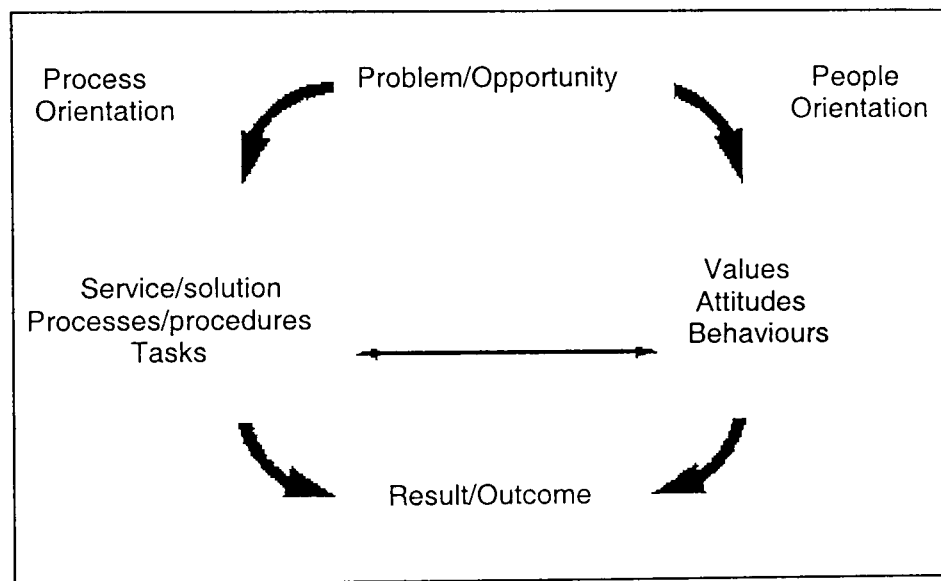 Process
Orientation
Problem/Opportunity
People
Orientation
Service/solution
Processes/procedures
Tasks
Values
Attitudes
Behaviours
Result/Outcome